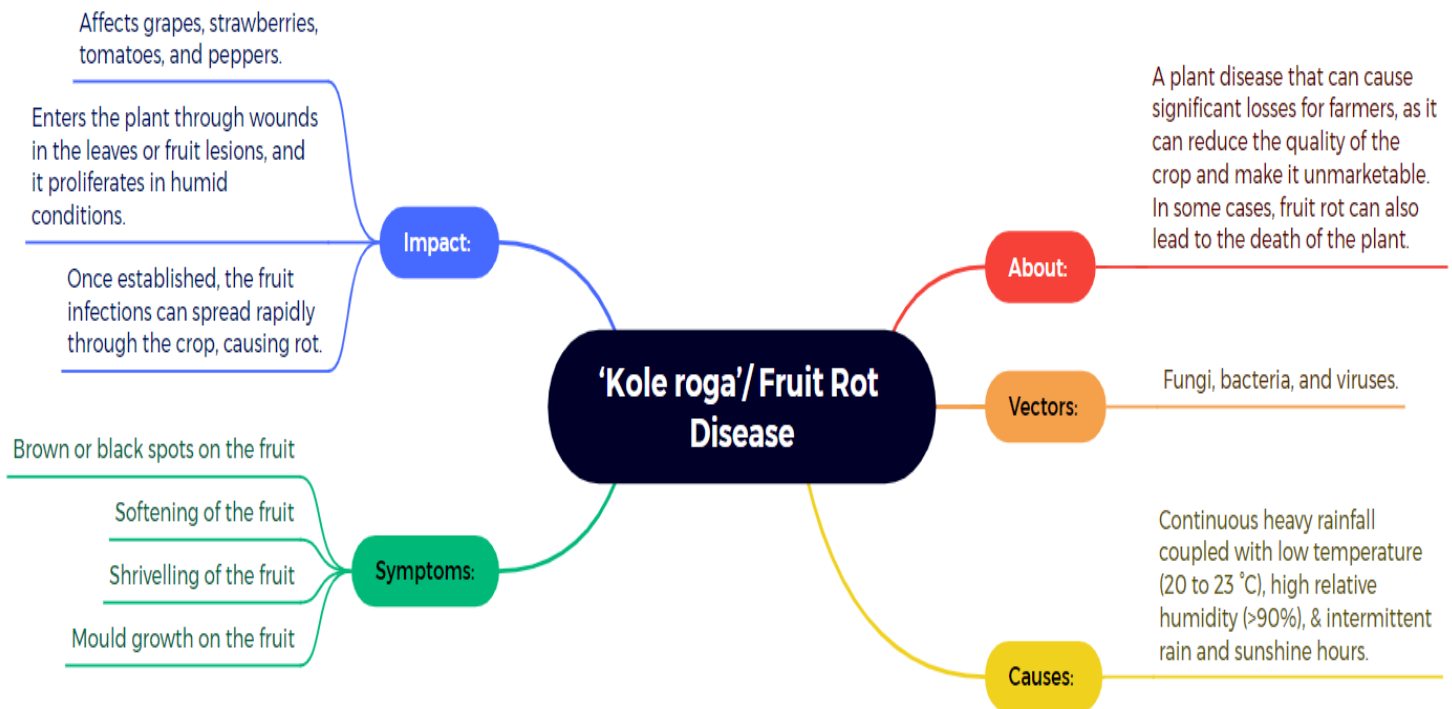 ‘Kole roga’/ Fruit Rot
Disease
About:
A plant disease that can cause
significant losses for farmers, as it
can reduce the quality of the
crop and make it unmarketable.
In some cases, fruit rot can also
lead to the death of the plant.
Vectors:
Fungi, bacteria, and viruses.
Causes:
Continuous heavy rainfall
coupled with low temperature
(20 to 23 ˚C), high relative
humidity (>90%), & intermittent
rain and sunshine hours.
Impact:
Affects grapes, strawberries,
tomatoes, and peppers.
Enters the plant through wounds
in the leaves or fruit lesions, and
it proliferates in humid
conditions.
Once established, the fruit
infections can spread rapidly
through the crop, causing rot.
Symptoms:
Brown or black spots on the fruit
Softening of the fruit
Shrivelling of the fruit
Mould growth on the fruit